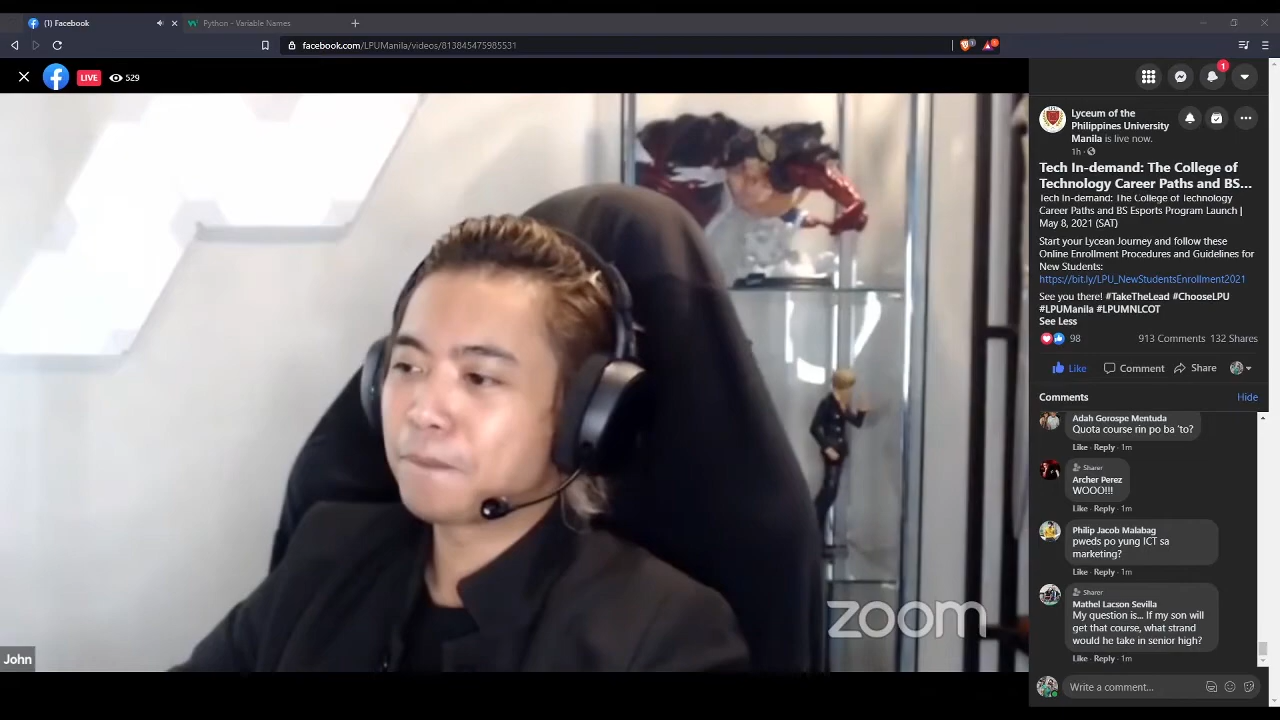 (1) Facebook
Python - Variable Names
facebook.com/LPUManila/videos/813845475985531
LIVE 529
1
Lyceum of the
Philippines University
Manila is live now.
1h
Tech In-demand: The College of
Technology Career Paths and BS...
Tech In-demand: The College of Technology
Career Paths and BS Esports Program Launch |
May 8, 2021 (SAT)
Start your Lycean Journey and follow these
Online Enrollment Procedures and Guidelines for
New Students:
https://bit.ly/LPU_NewStudentsEnrollment2021
See you there! #TakeTheLead #ChooseLPU
#LPUManila #LPUMNLCOT
See Less
98 913 Comments 132 Shares
Like Comment Share
Comments Hide
Adah Gorospe Mentuda
Quota course rin po ba 'to?
Like · Reply · 1m
Sharer
Archer Perez
WOOO!!!
Like · Reply · 1m
Philip Jacob Malabag
pweds po yung ICT sa
marketing?
Like · Reply · 1m
Sharer
Mathel Lacson Sevilla
My question is... If my son will
get that course, what strand
would he take in senior high?
Like · Reply · 1m
Write a comment...
zoom
John